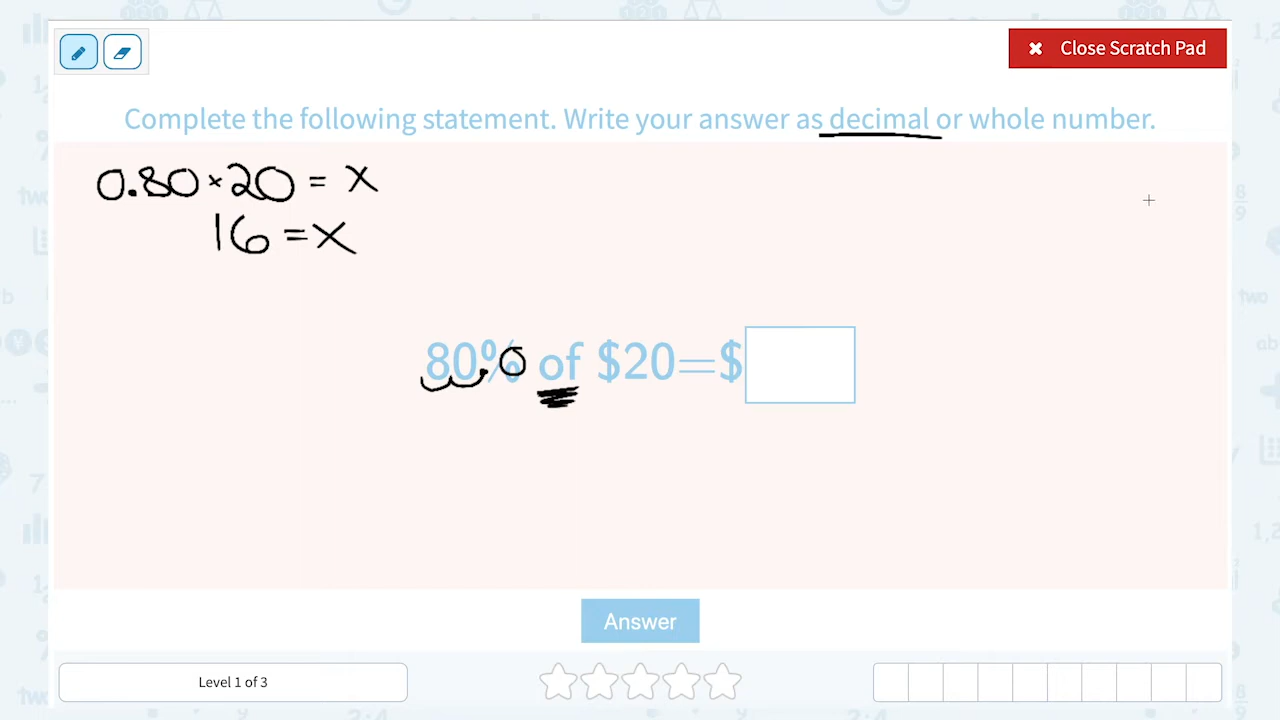 Close Scratch Pad
Complete the following statement. Write your answer as decimal or whole number.
0.80 × 20 = x
16 = x
80% of $20=$
.0
Answer
Level 1 of 3